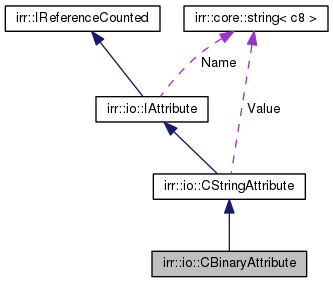 irr::IReferenceCounted
irr::core::string< c8 >
Name
irr::io::IAttribute
Value
irr::io::CStringAttribute
irr::io::CBinaryAttribute